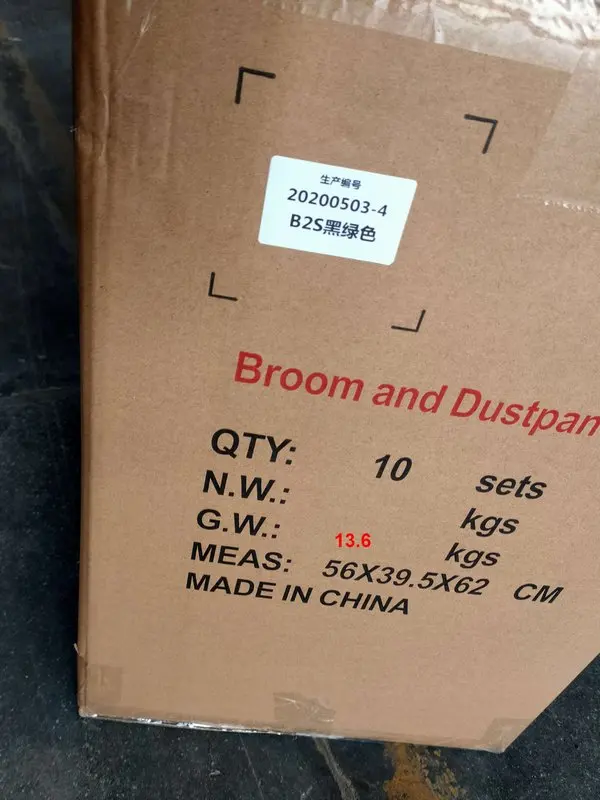 生产编号
20200503-4
B2S黑绿色
Broom and Dustpan
QTY: 10 sets
N.W.: kgs
G.W.: 13.6 kgs
MEAS: 56X39.5X62 CM
MADE IN CHINA